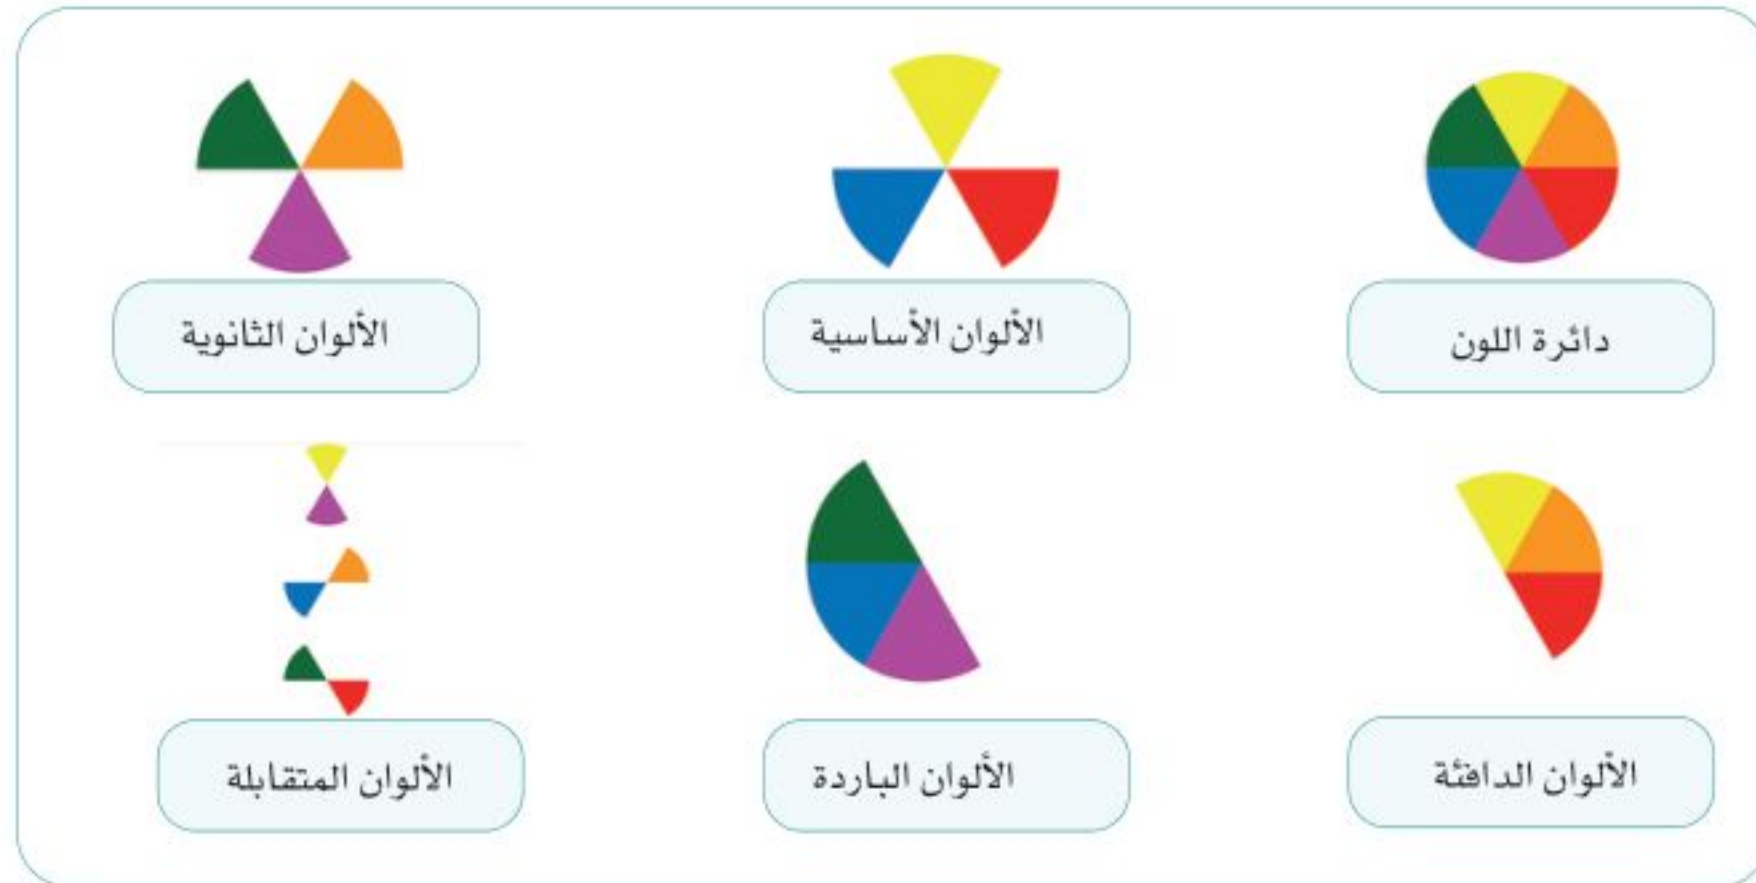 دائرة اللون
الألوان الأساسية
الألوان الثانوية
الألوان الدافئة
الألوان الباردة
الألوان المتقابلة